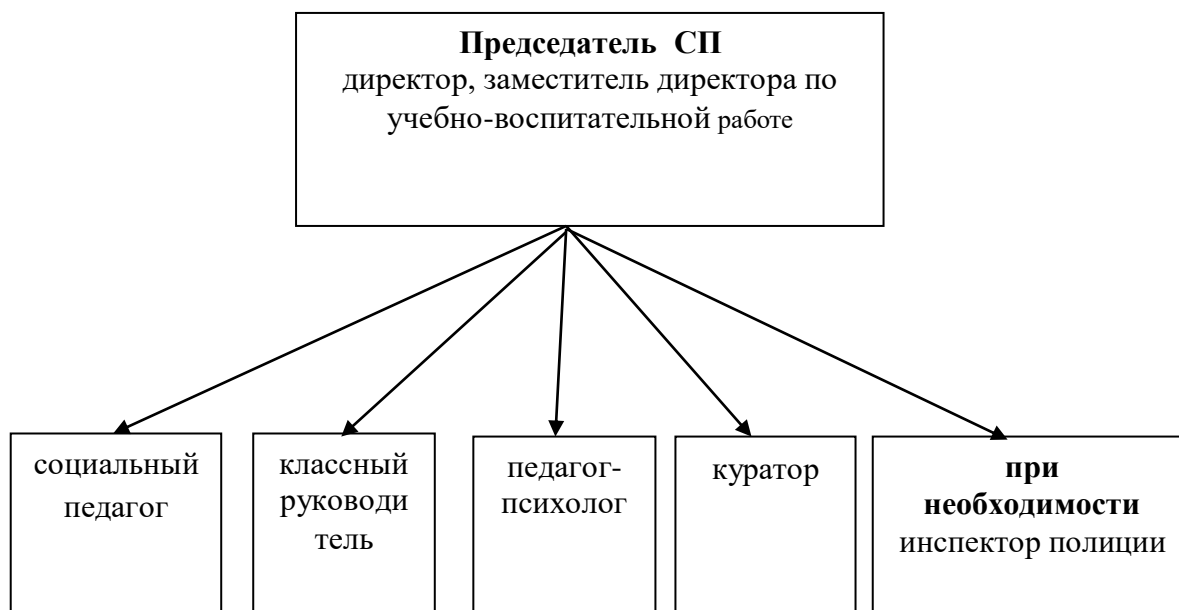 Председатель СП
директор, заместитель директора по
учебно-воспитательной работе
социальный
педагог
классный
руководи
тель
педагог-
психолог
куратор
при
необходимости
инспектор полиции